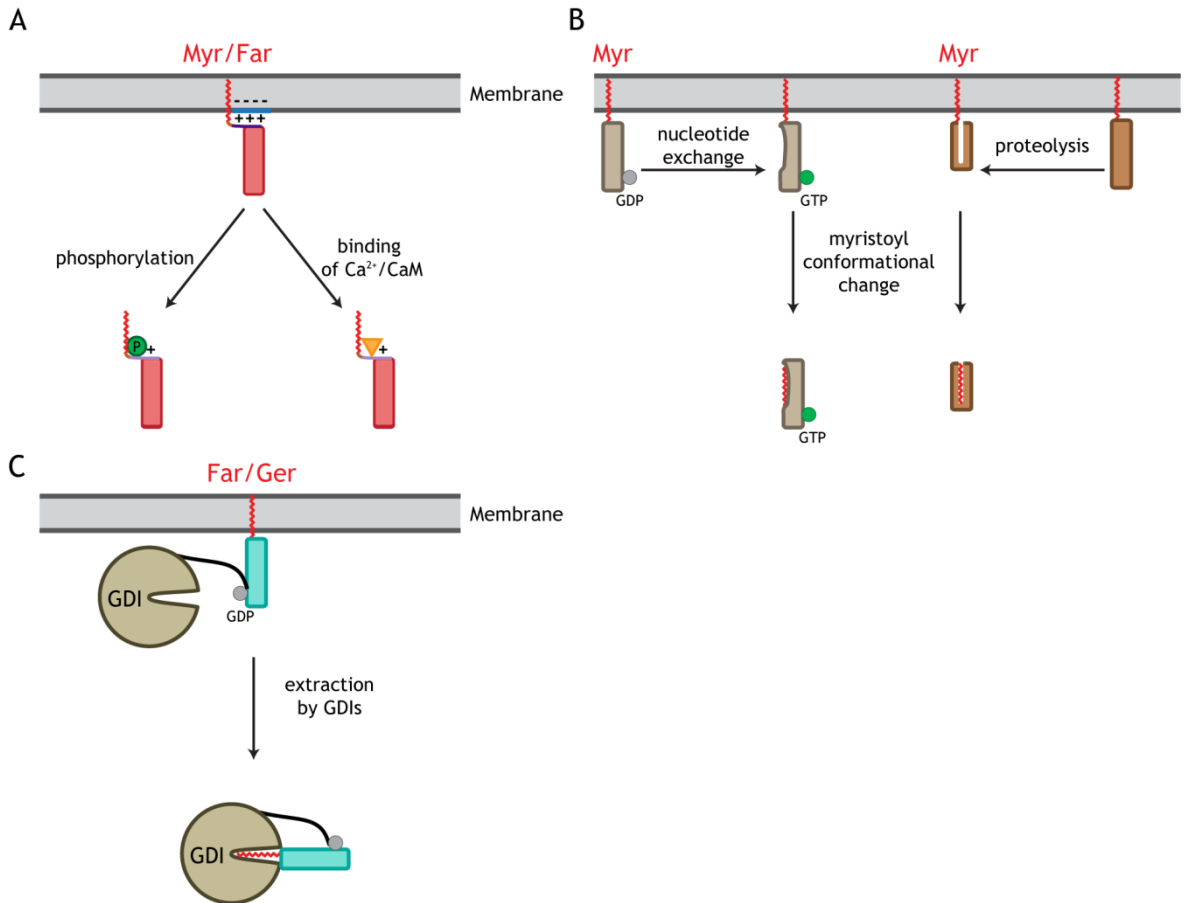 A
Myr/Far
- - - -
+++
Membrane
phosphorylation
binding
of Ca²⁺/CaM
P
+
+
B
Myr
Myr
nucleotide
exchange
proteolysis
GDP
GTP
myristoyl
conformational
change
GTP
C
Far/Ger
Membrane
GDI
GDP
extraction
by GDIs
GDI